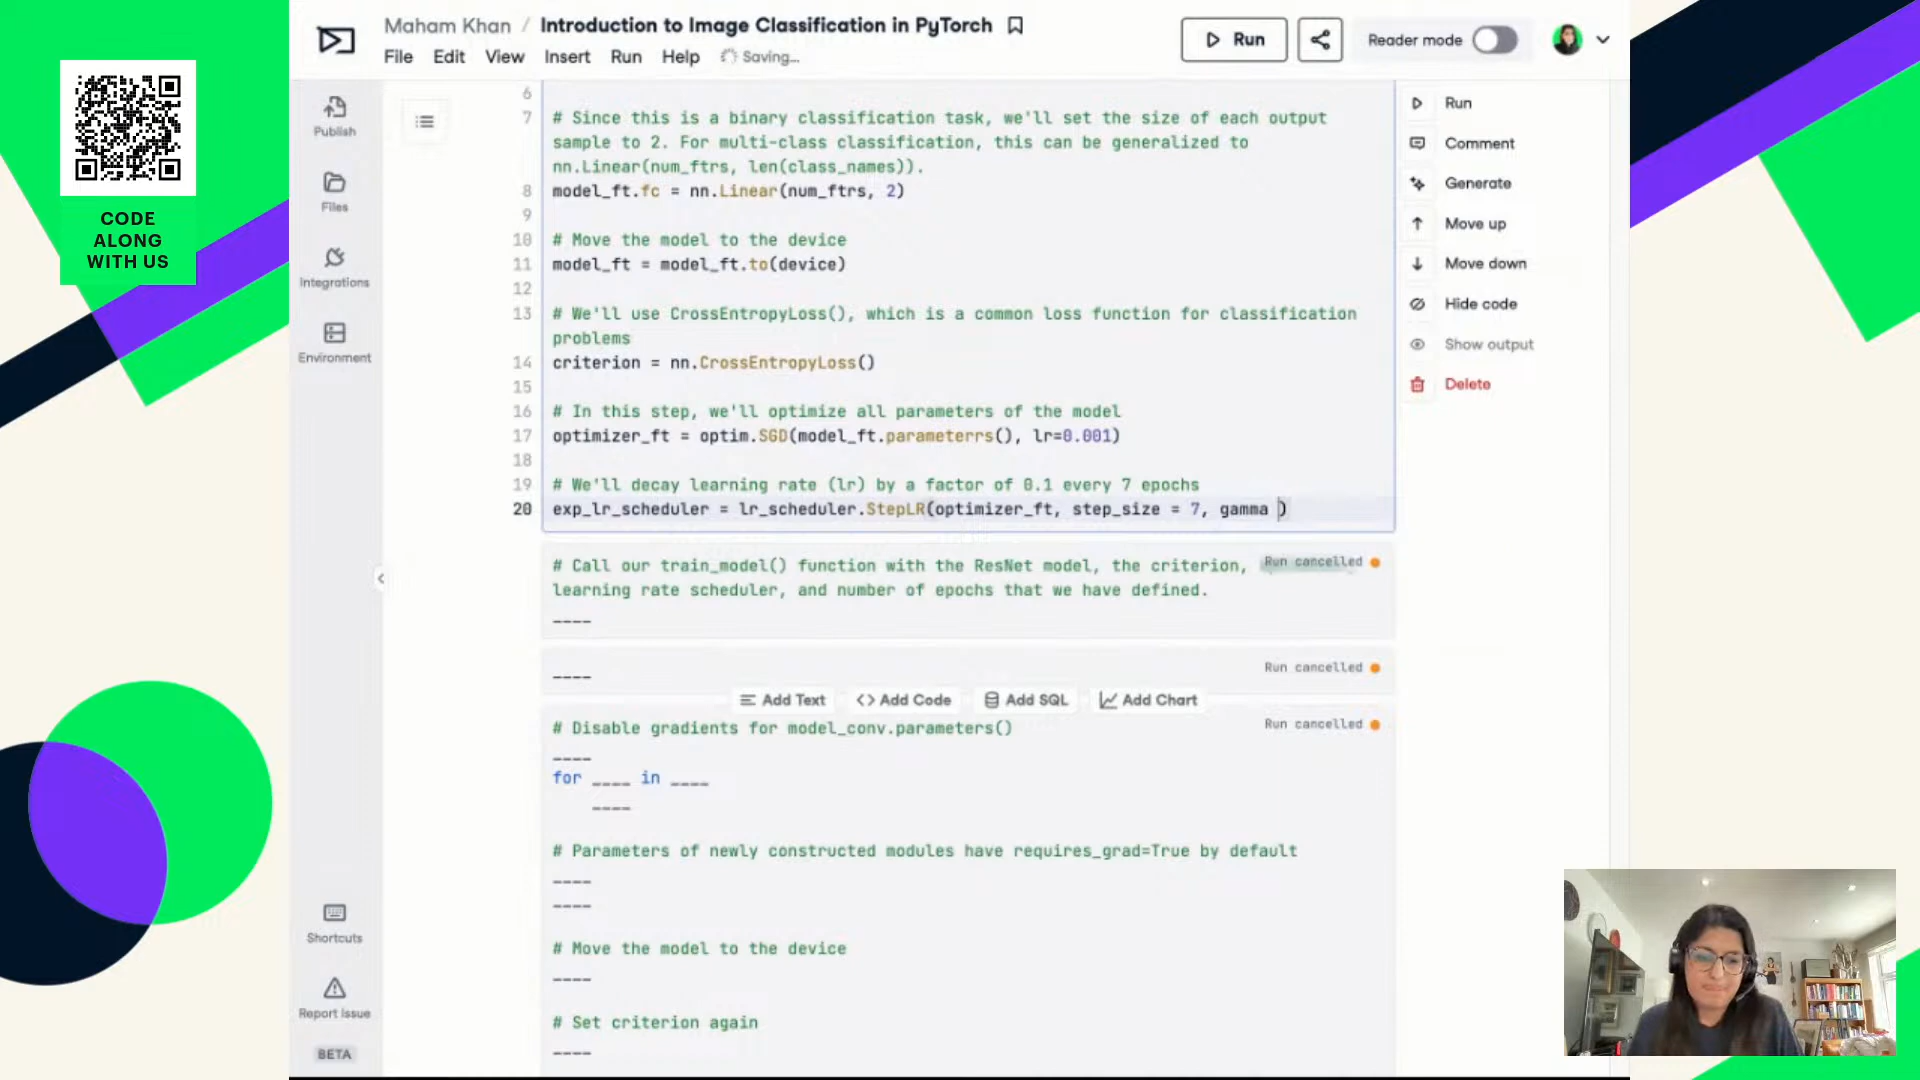 CODE
ALONG
WITH US
Maham Khan / Introduction to Image Classification in PyTorch
File Edit View Insert Run Help Saving...
Run
Reader mode
Publish
Files
Integrations
Environment
Shortcuts
Report Issue
BETA
6
7 # Since this is a binary classification task, we'll set the size of each output
sample to 2. For multi-class classification, this can be generalized to
nn.Linear(num_ftrs, len(class_names)).
8 model_ft.fc = nn.Linear(num_ftrs, 2)
9
10 # Move the model to the device
11 model_ft = model_ft.to(device)
12
13 # We'll use CrossEntropyLoss(), which is a common loss function for classification
problems
14 criterion = nn.CrossEntropyLoss()
15
16 # In this step, we'll optimize all parameters of the model
17 optimizer_ft = optim.SGD(model_ft.parameterrs(), lr=0.001)
18
19 # We'll decay learning rate (lr) by a factor of 0.1 every 7 epochs
20 exp_lr_scheduler = lr_scheduler.StepLR(optimizer_ft, step_size = 7, gamma )
# Call our train_model() function with the ResNet model, the criterion, Run cancelled
learning rate scheduler, and number of epochs that we have defined.
____
____ Run cancelled
Add Text Add Code Add SQL Add Chart
# Disable gradients for model_conv.parameters() Run cancelled
____
for ____ in ____
____
# Parameters of newly constructed modules have requires_grad=True by default
____
____
# Move the model to the device
____
# Set criterion again
____
Run
Comment
Generate
Move up
Move down
Hide code
Show output
Delete